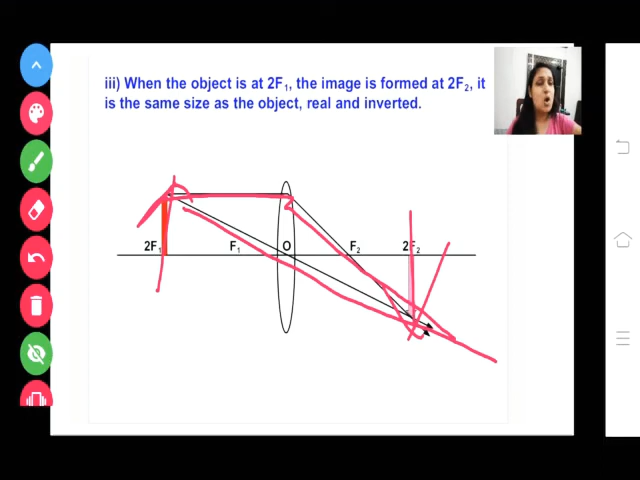 iii) When the object is at 2F₁, the image is formed at 2F₂, it
is the same size as the object, real and inverted.
2F₁ F₁ O F₂ 2F₂